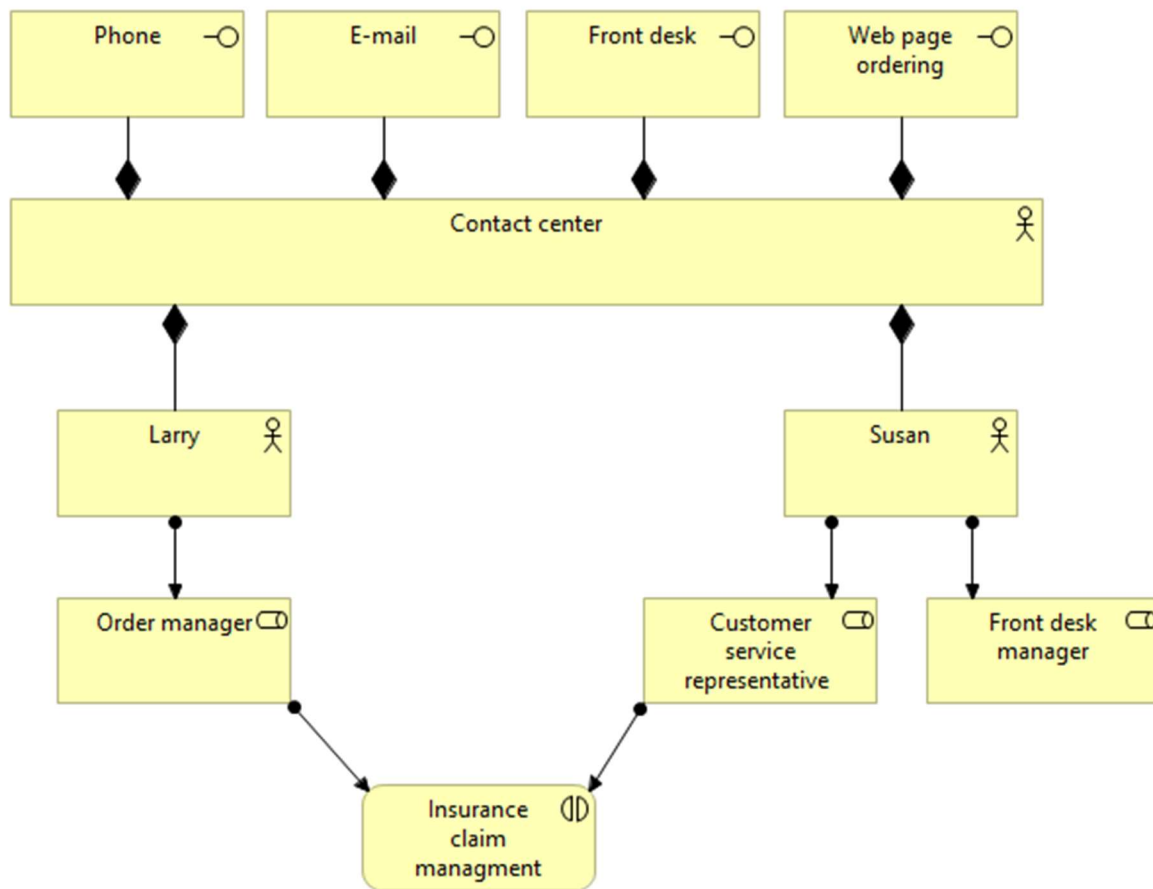 Phone
E-mail
Front desk
Web page
ordering
Contact center
Larry
Susan
Order manager
Customer
service
representative
Front desk
manager
Insurance
claim
managment